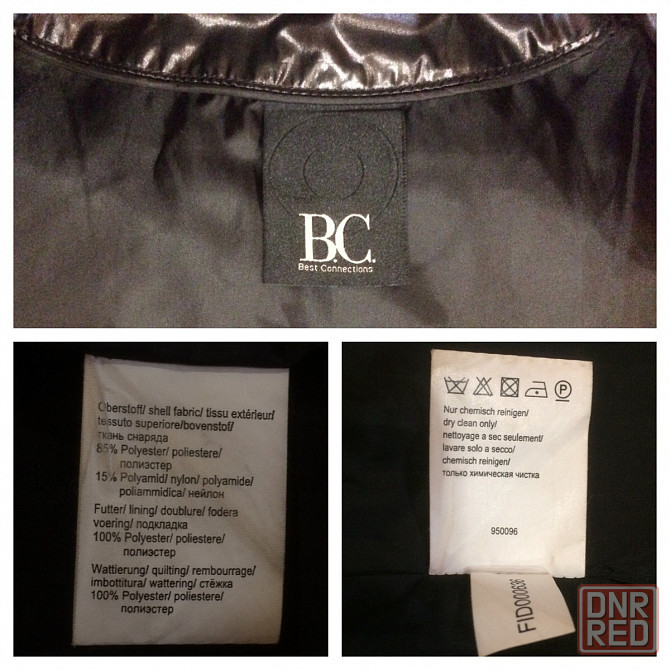 B.C.
Best Connections
Oberstoff/ shell fabric/ tissu extérieur/
tessuto superiore/bovenstof/
ткань снаряда
85% Polyester/ poliestere/
полиэстер
15% Polyamid/ nylon/ polyamide/
poliammidica/ нейлон
Futter/ lining/ doublure/ fodera
voering/ подкладка
100% Polyester/ poliestere/
полиэстер
Wattierung/ quilting/ rembourrage/
imbottitura/ wattering/ стёжка
100% Polyester/ poliestere/
полиэстер
P
Nur chemisch reinigen/
dry clean only/
nettoyage a sec seulement/
lavare solo a secco/
chemisch reinigen/
только химическая чистка
950096
FID000636
DNR
RED